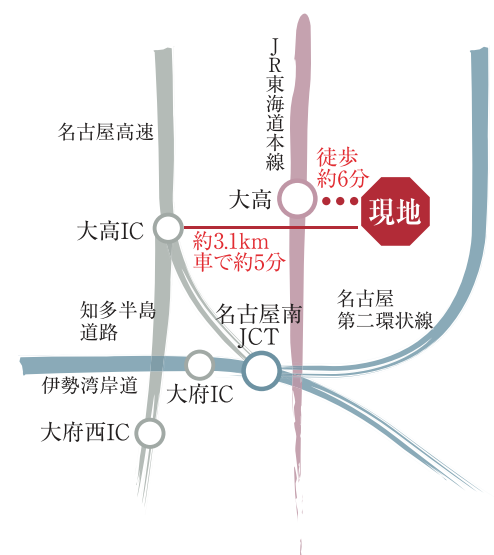 JR東海道本線
名古屋高速
徒歩
約6分
大高
現地
大高IC
約3.1km
車で約5分
知多半島
道路
名古屋南
JCT
名古屋
第二環状線
伊勢湾岸道
大府IC
大府西IC